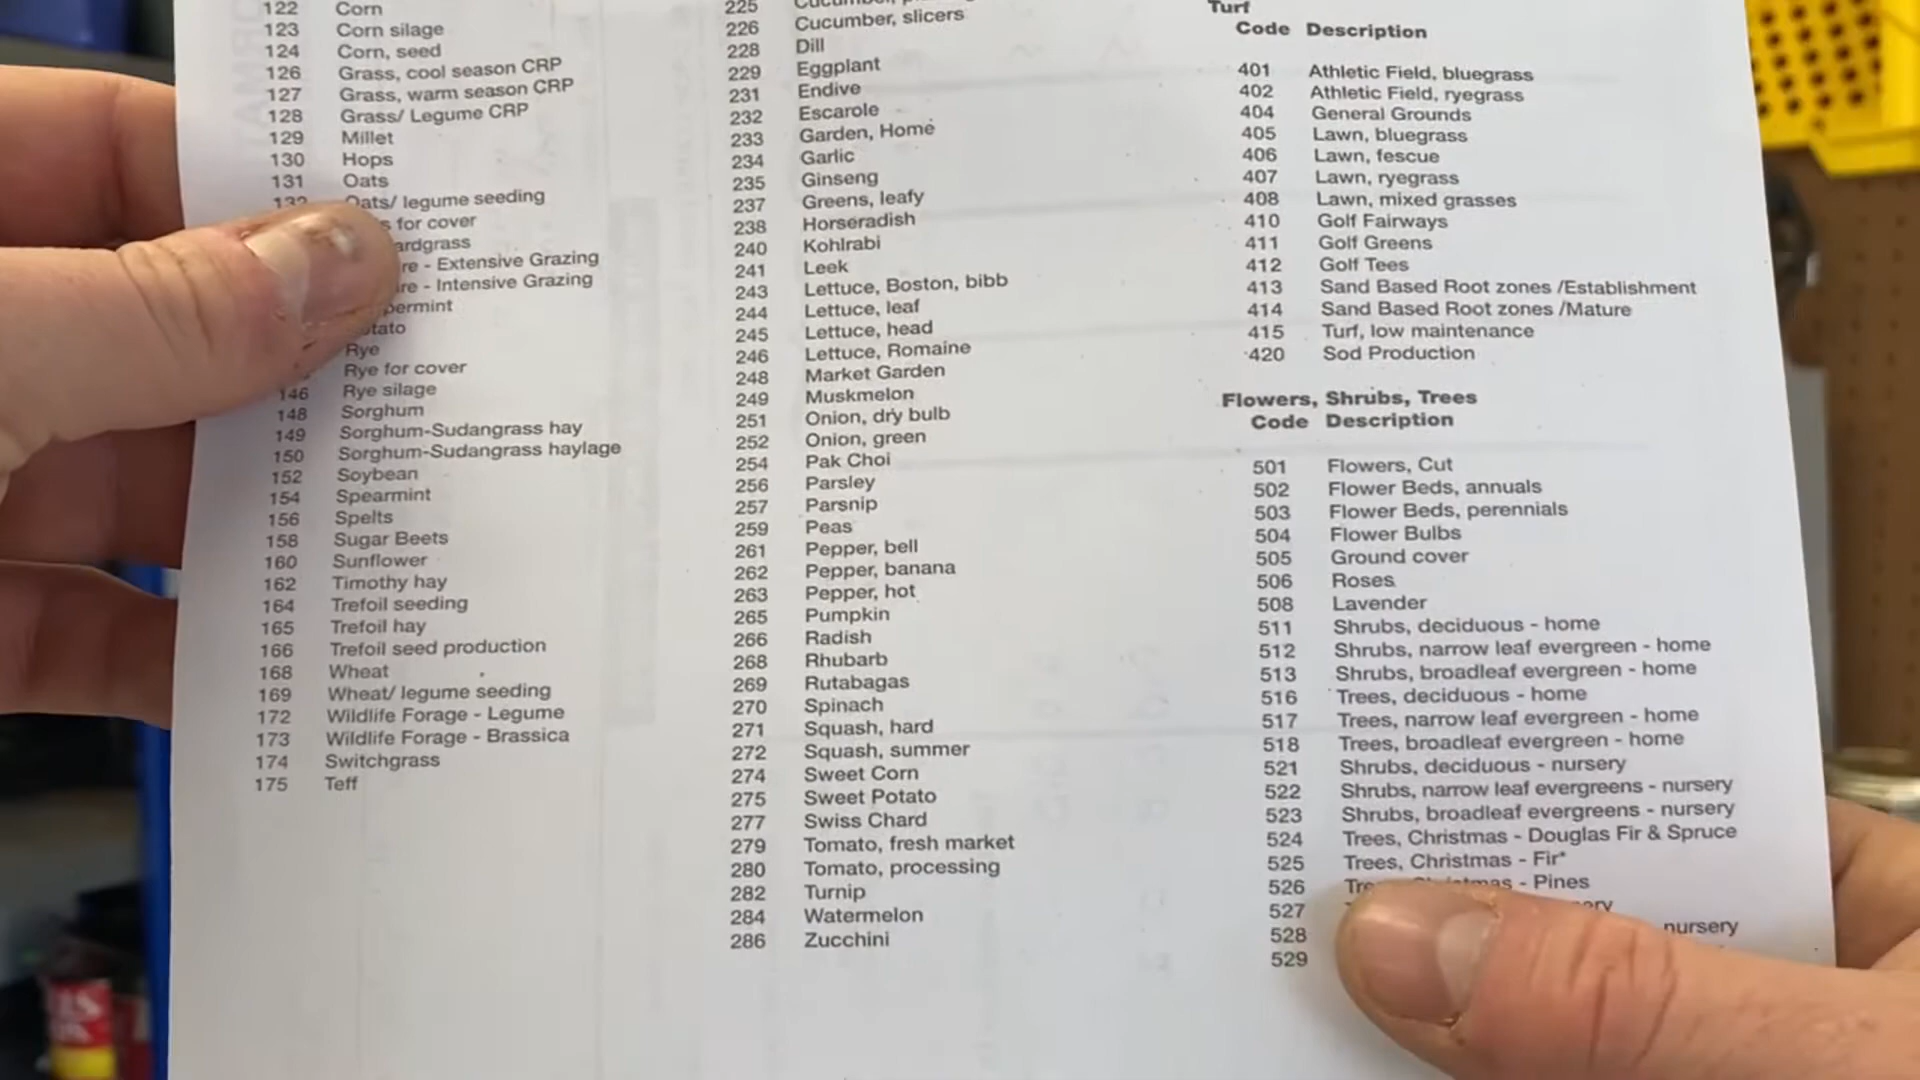 122 Corn
123 Corn silage
124 Corn, seed
126 Grass, cool season CRP
127 Grass, warm season CRP
128 Grass/ Legume CRP
129 Millet
130 Hops
131 Oats
132 Oats/ legume seeding
for cover
- Extensive Grazing
- Intensive Grazing
Rye
Rye for cover
146 Rye silage
148 Sorghum
149 Sorghum-Sudangrass hay
150 Sorghum-Sudangrass haylage
152 Soybean
154 Spearmint
156 Spelts
158 Sugar Beets
160 Sunflower
162 Timothy hay
164 Trefoil seeding
165 Trefoil hay
166 Trefoil seed production
168 Wheat
169 Wheat/ legume seeding
172 Wildlife Forage - Legume
173 Wildlife Forage - Brassica
174 Switchgrass
175 Teff
225
226 Cucumber, slicers
228 Dill
229 Eggplant
231 Endive
232 Escarole
233 Garden, Home
234 Garlic
235 Ginseng
237 Greens, leafy
238 Horseradish
240 Kohlrabi
241 Leek
243 Lettuce, Boston, bibb
244 Lettuce, leaf
245 Lettuce, head
246 Lettuce, Romaine
248 Market Garden
249 Muskmelon
251 Onion, dry bulb
252 Onion, green
254 Pak Choi
256 Parsley
257 Parsnip
259 Peas
261 Pepper, bell
262 Pepper, banana
263 Pepper, hot
265 Pumpkin
266 Radish
268 Rhubarb
269 Rutabagas
270 Spinach
271 Squash, hard
272 Squash, summer
274 Sweet Corn
275 Sweet Potato
277 Swiss Chard
279 Tomato, fresh market
280 Tomato, processing
282 Turnip
284 Watermelon
286 Zucchini
Turf
Code Description
401 Athletic Field, bluegrass
402 Athletic Field, ryegrass
404 General Grounds
405 Lawn, bluegrass
406 Lawn, fescue
407 Lawn, ryegrass
408 Lawn, mixed grasses
410 Golf Fairways
411 Golf Greens
412 Golf Tees
413 Sand Based Root zones /Establishment
414 Sand Based Root zones /Mature
415 Turf, low maintenance
420 Sod Production
Flowers, Shrubs, Trees
Code Description
501 Flowers, Cut
502 Flower Beds, annuals
503 Flower Beds, perennials
504 Flower Bulbs
505 Ground cover
506 Roses
508 Lavender
511 Shrubs, deciduous - home
512 Shrubs, narrow leaf evergreen - home
513 Shrubs, broadleaf evergreen - home
516 Trees, deciduous - home
517 Trees, narrow leaf evergreen - home
518 Trees, broadleaf evergreen - home
521 Shrubs, deciduous - nursery
522 Shrubs, narrow leaf evergreens - nursery
523 Shrubs, broadleaf evergreens - nursery
524 Trees, Christmas - Douglas Fir & Spruce
525 Trees, Christmas - Fir*
526 - Pines
527
528 nursery
529